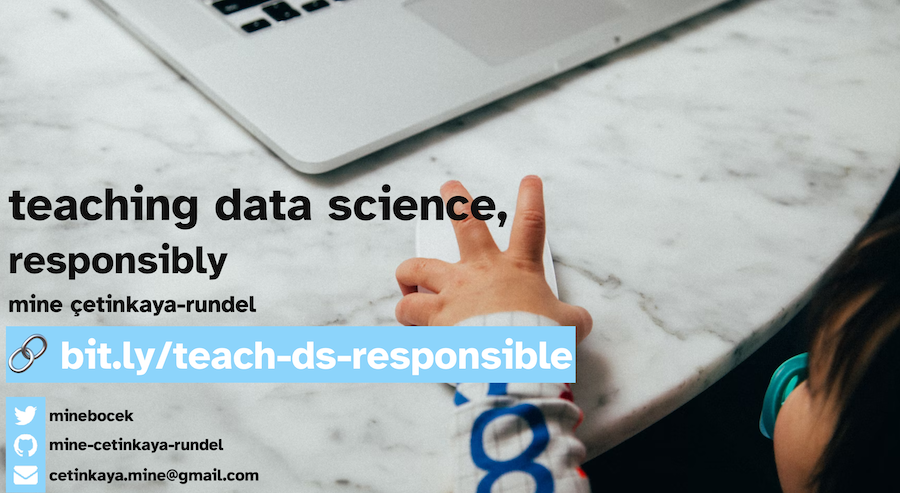 teaching data science,
responsibly
mine çetinkaya-rundel
🔗 bit.ly/teach-ds-responsible
minebocek
mine-cetinkaya-rundel
cetinkaya.mine@gmail.com
8